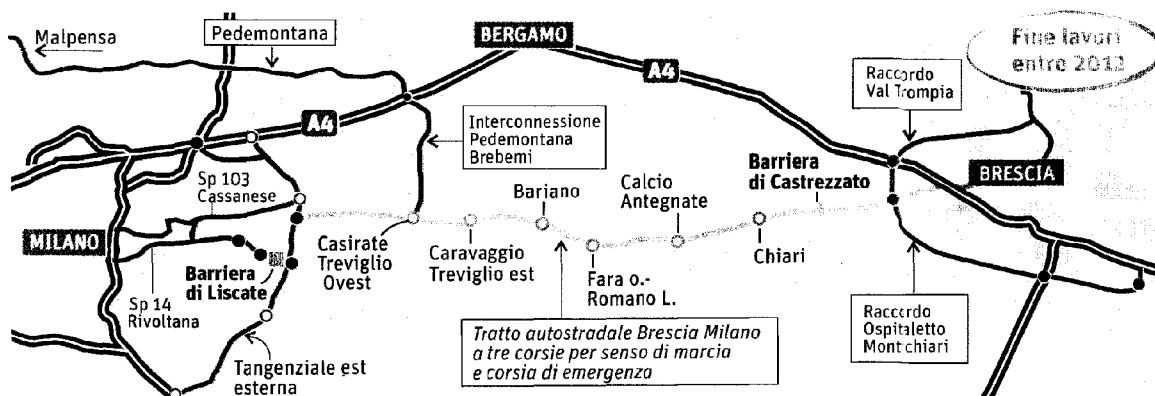 Malpensa
Pedemontana
BERGAMO
Fine lavori
entro 2012
A4
Raccordo
Val Trompia
A4
Interconnessione
Pedemontana
Brebemi
Barriera
di Castrezzato
BRESCIA
Sp 103
Cassanese
Bariano
Calcio
Antegnate
MILANO
Casirate
Treviglio
Ovest
Caravaggio
Treviglio est
Chiari
Barriera
di Liscate
Fara o.-
Romano L.
Sp 14
Rivoltana
Raccordo
Ospitaletto
Montichiari
Tratto autostradale Brescia Milano
a tre corsie per senso di marcia
e corsia di emergenza
Tangenziale est
esterna